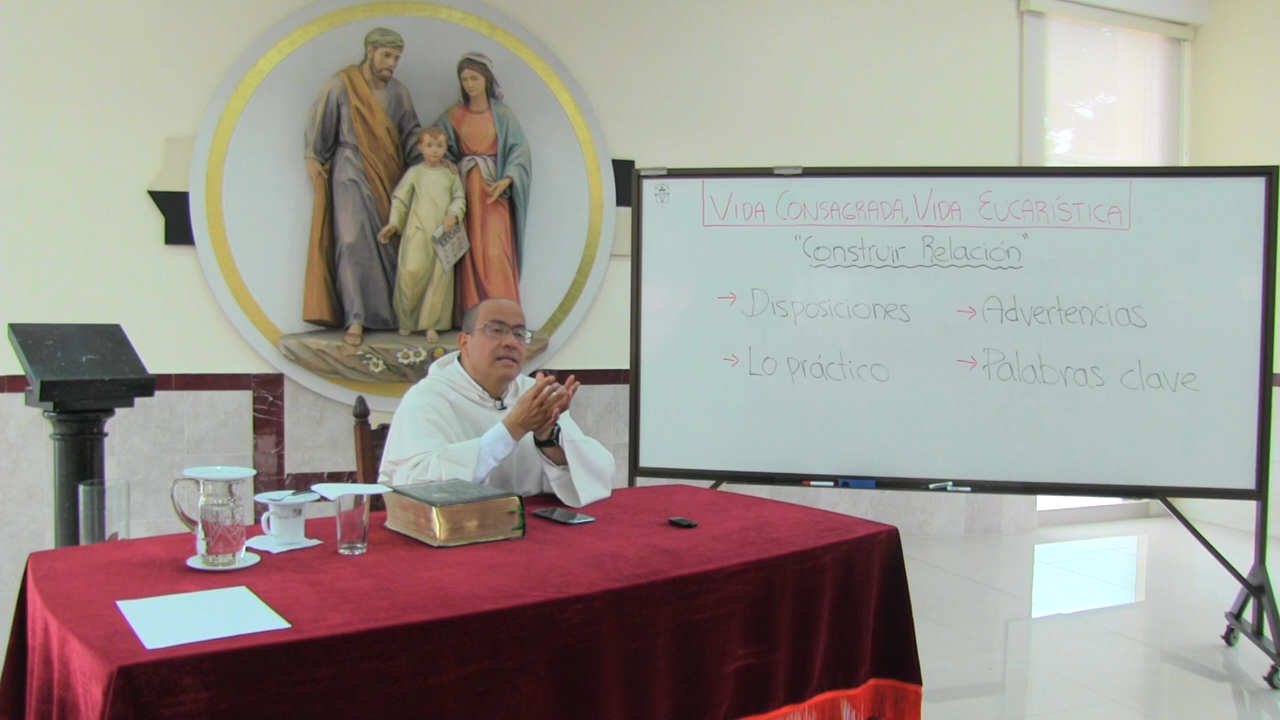 VIDA CONSAGRADA, VIDA EUCARÍSTICA
"Construir Relación"
→ Disposiciones → Advertencias
→ Lo práctico → Palabras clave